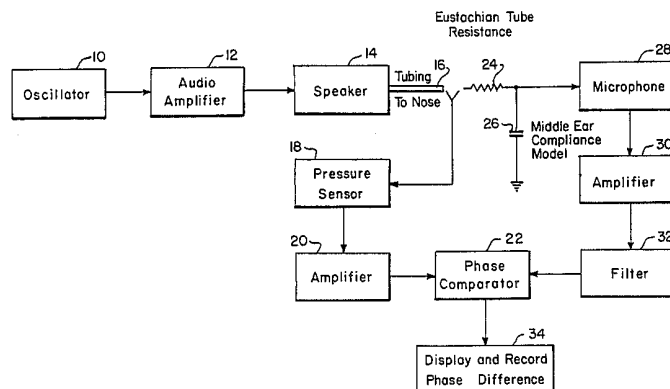 Eustachian Tube
Resistance
10
Oscillator
12
Audio
Amplifier
14
Speaker
Tubing
To Nose
16
24
26
Middle Ear
Compliance
Model
28
Microphone
18
Pressure
Sensor
30
Amplifier
20
Amplifier
22
Phase
Comparator
32
Filter
34
Display and Record
Phase Difference